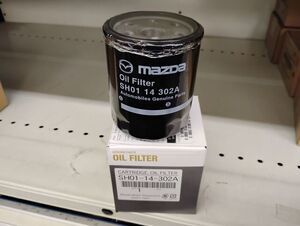 mazda
Oil Filter
SH01 14 302A
Automobiles Genuine Parts
OIL FILTER
CARTRIDGE, OIL FILTER
SH01-14-302A